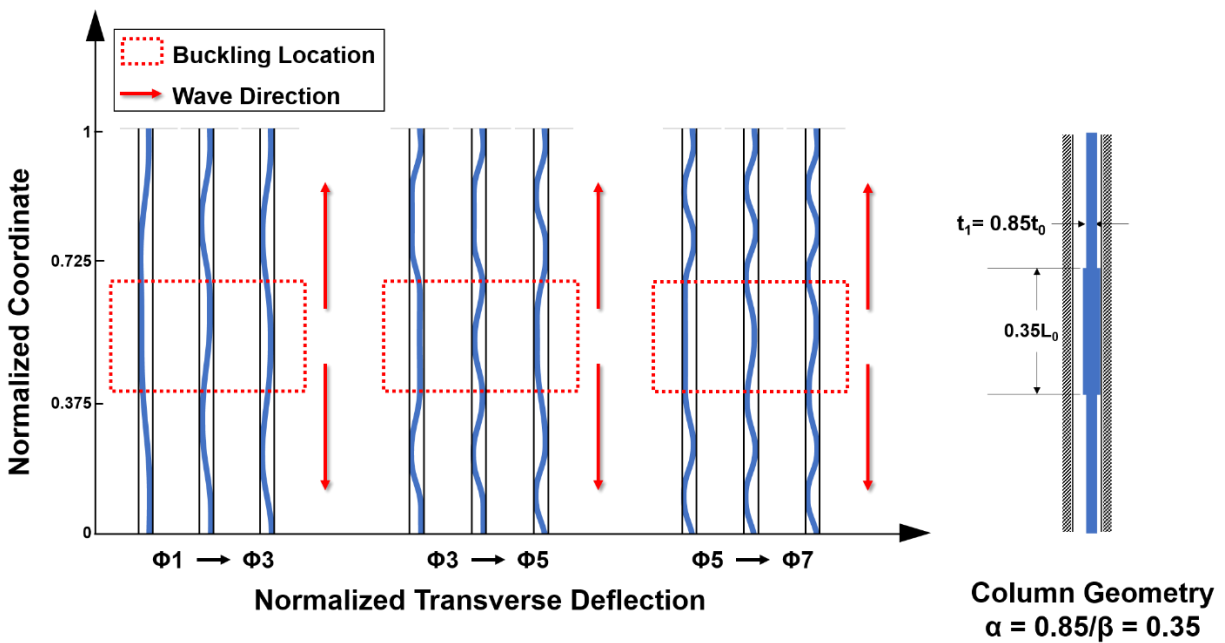 Buckling Location
Wave Direction
Normalized Coordinate
1
0.725
0.375
0
Φ1 → Φ3
Φ3 → Φ5
Φ5 → Φ7
Normalized Transverse Deflection
t₁= 0.85t₀
0.35L₀
Column Geometry
α = 0.85/β = 0.35